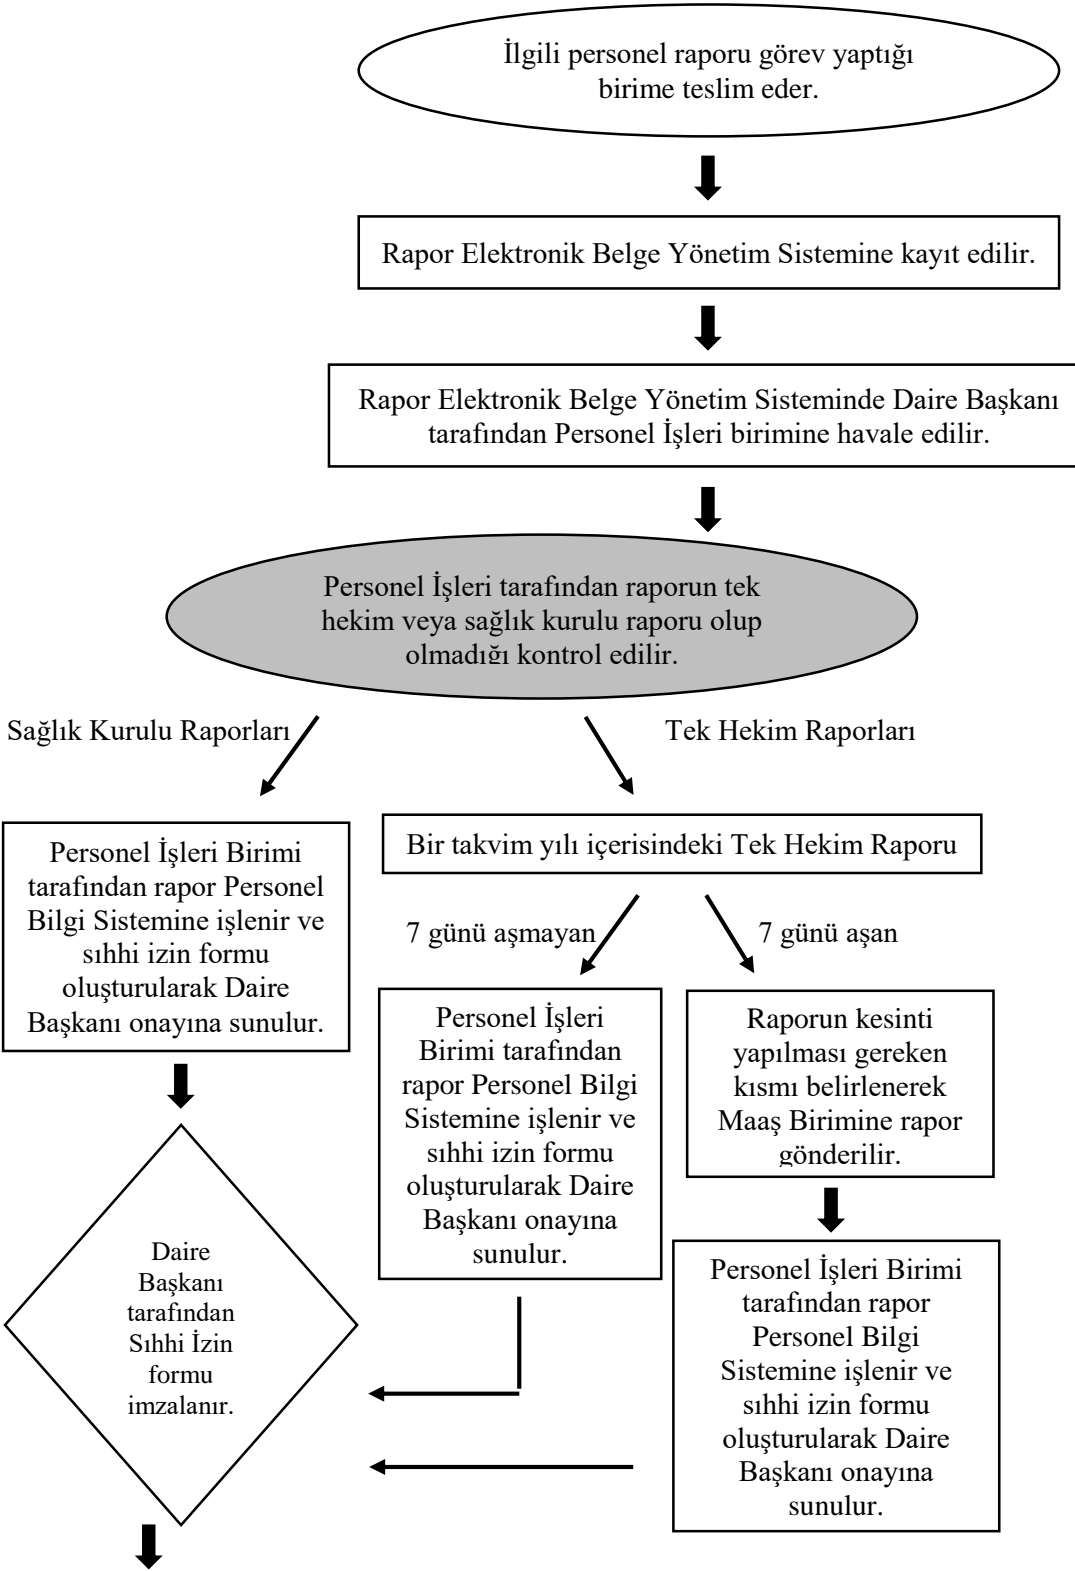 İlgili personel raporu görev yaptığı
birime teslim eder.
Rapor Elektronik Belge Yönetim Sistemine kayıt edilir.
Rapor Elektronik Belge Yönetim Sisteminde Daire Başkanı
tarafından Personel İşleri birimine havale edilir.
Personel İşleri tarafından raporun tek
hekim veya sağlık kurulu raporu olup
olmadığı kontrol edilir.
Sağlık Kurulu Raporları
Tek Hekim Raporları
Personel İşleri Birimi
tarafından rapor Personel
Bilgi Sistemine işlenir ve
sıhhi izin formu
oluşturularak Daire
Başkanı onayına sunulur.
Bir takvim yılı içerisindeki Tek Hekim Raporu
7 günü aşmayan
7 günü aşan
Personel İşleri
Birimi tarafından
rapor Personel Bilgi
Sistemine işlenir ve
sıhhi izin formu
oluşturularak Daire
Başkanı onayına
sunulur.
Raporun kesinti
yapılması gereken
kısmı belirlenerek
Maaş Birimine rapor
gönderilir.
Daire
Başkanı
tarafından
Sıhhi İzin
formu
imzalanır.
Personel İşleri Birimi
tarafından rapor
Personel Bilgi
Sistemine işlenir ve
sıhhi izin formu
oluşturularak Daire
Başkanı onayına
sunulur.